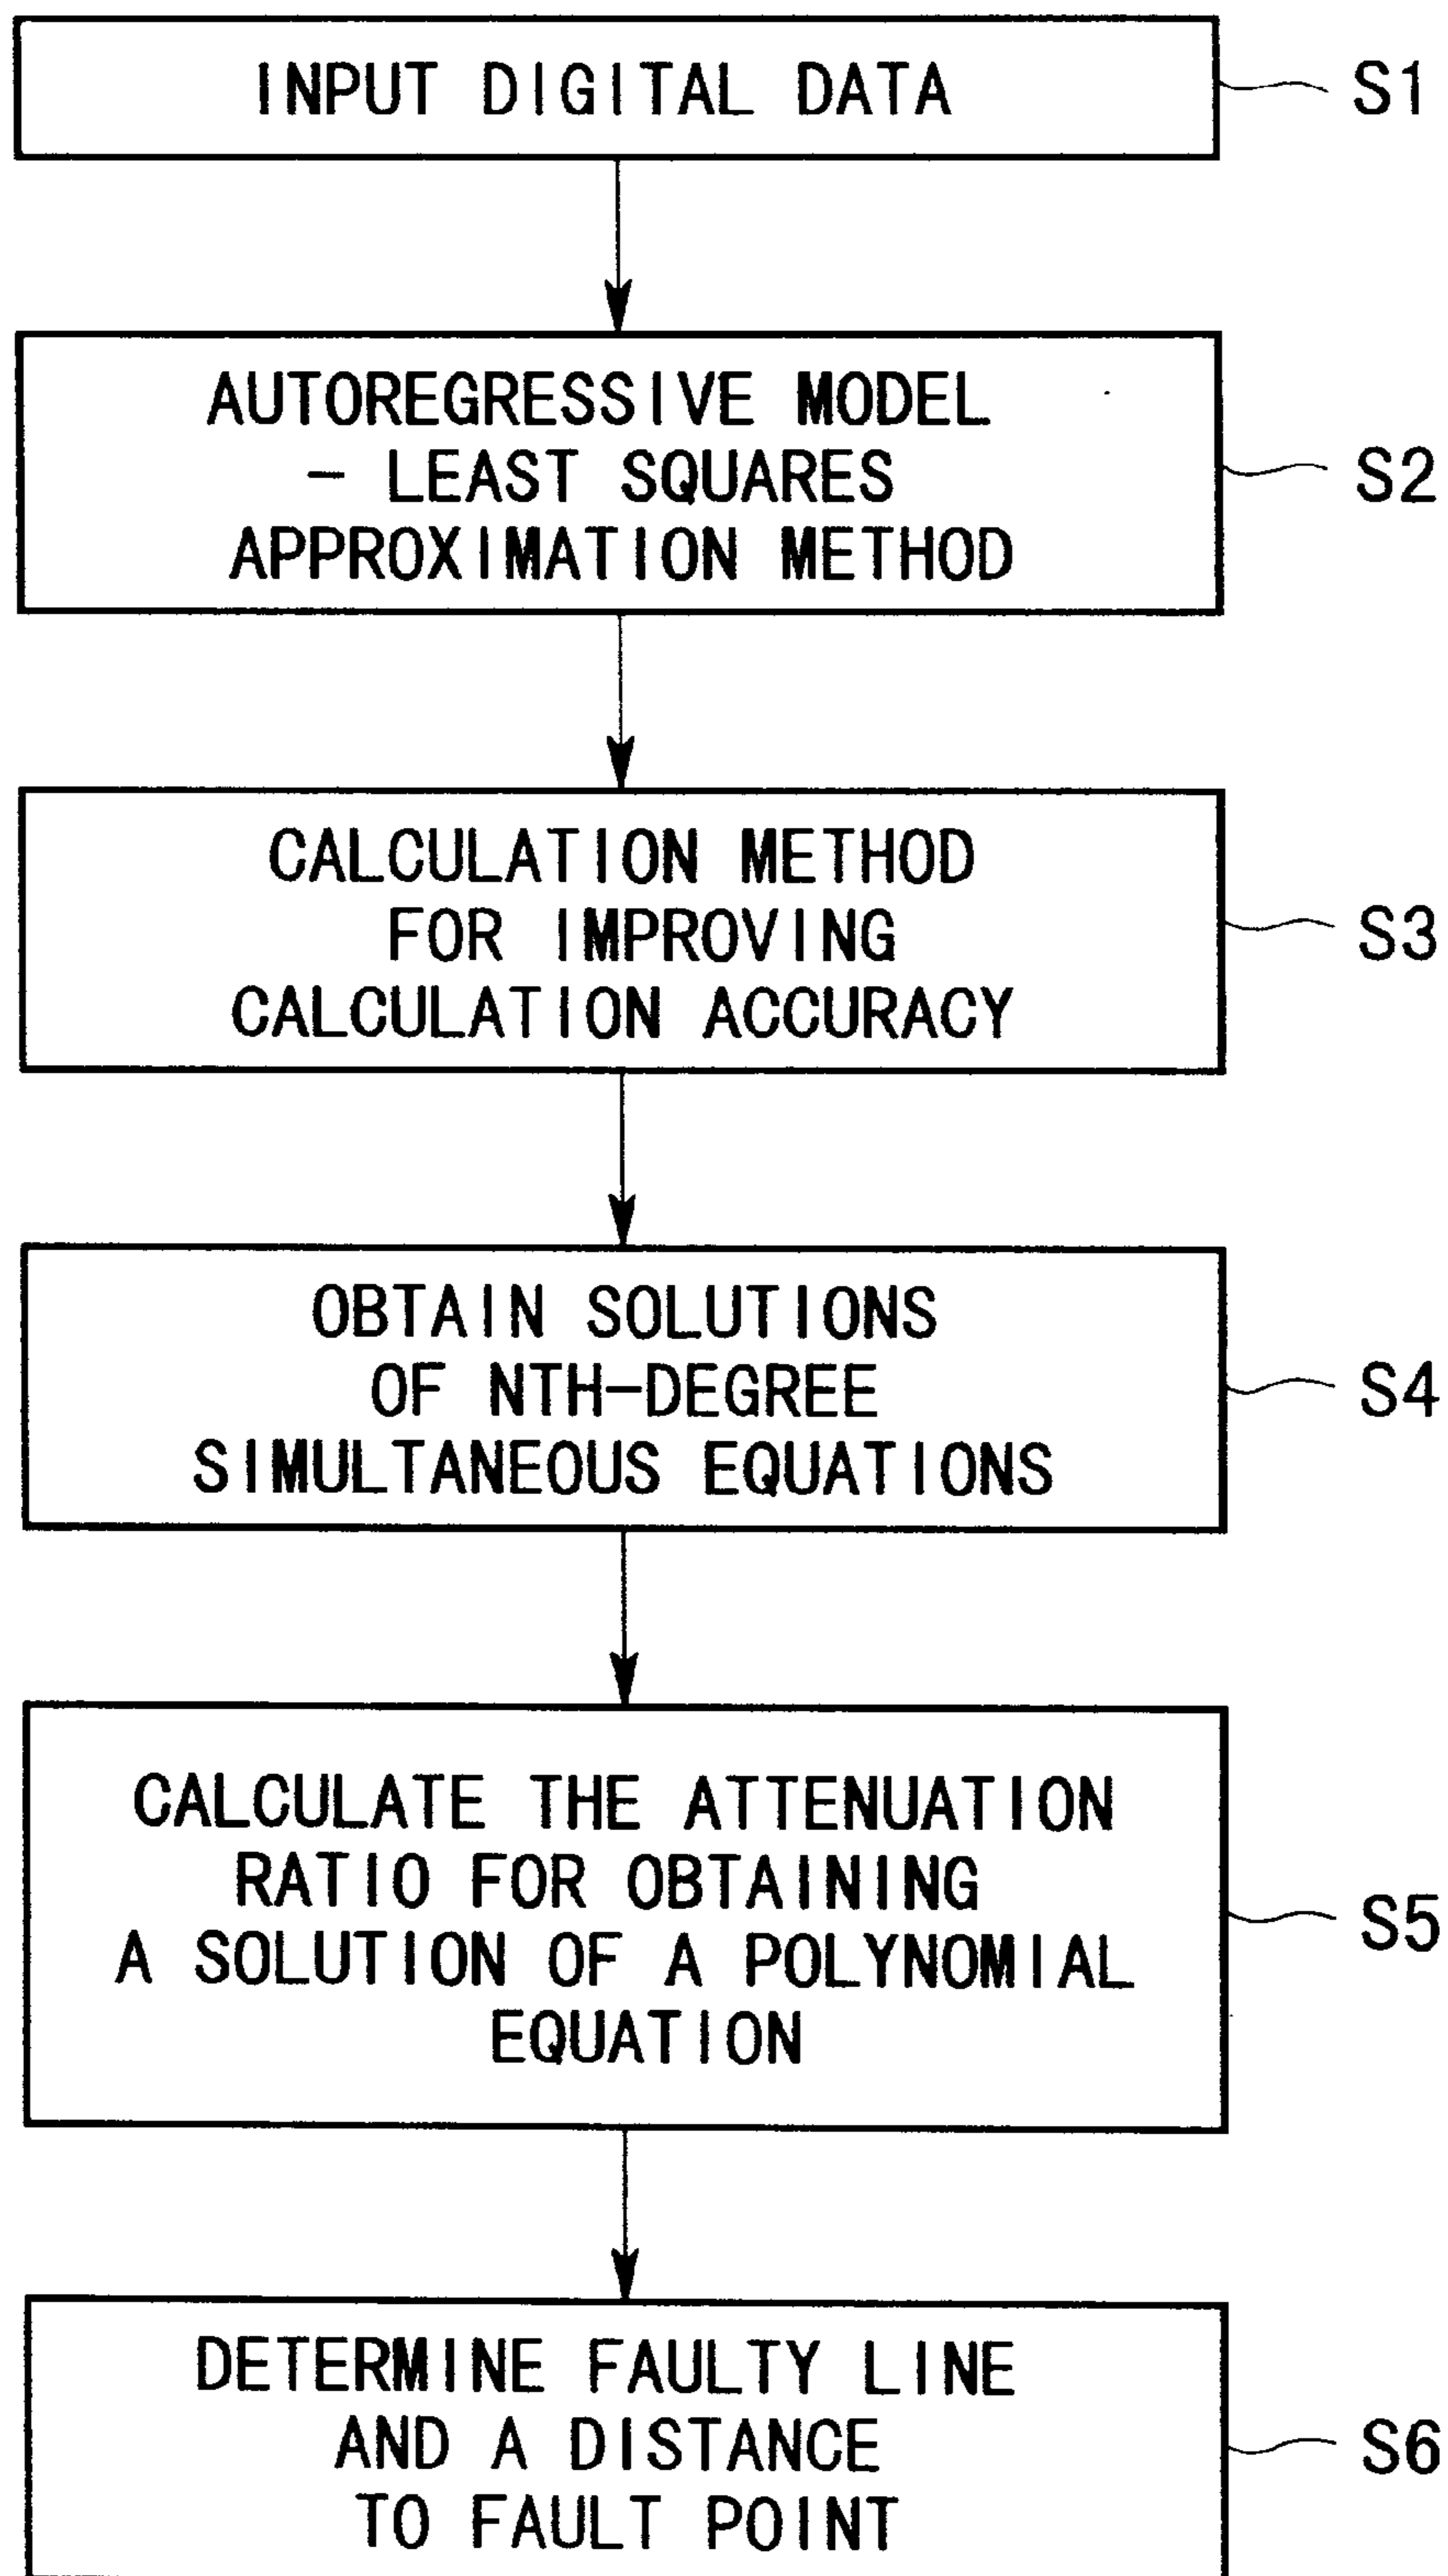 INPUT DIGITAL DATA
S1
AUTOREGRESSIVE MODEL
- LEAST SQUARES
APPROXIMATION METHOD
S2
CALCULATION METHOD
FOR IMPROVING
CALCULATION ACCURACY
S3
OBTAIN SOLUTIONS
OF NTH-DEGREE
SIMULTANEOUS EQUATIONS
S4
CALCULATE THE ATTENUATION
RATIO FOR OBTAINING
A SOLUTION OF A POLYNOMIAL
EQUATION
S5
DETERMINE FAULTY LINE
AND A DISTANCE
TO FAULT POINT
S6